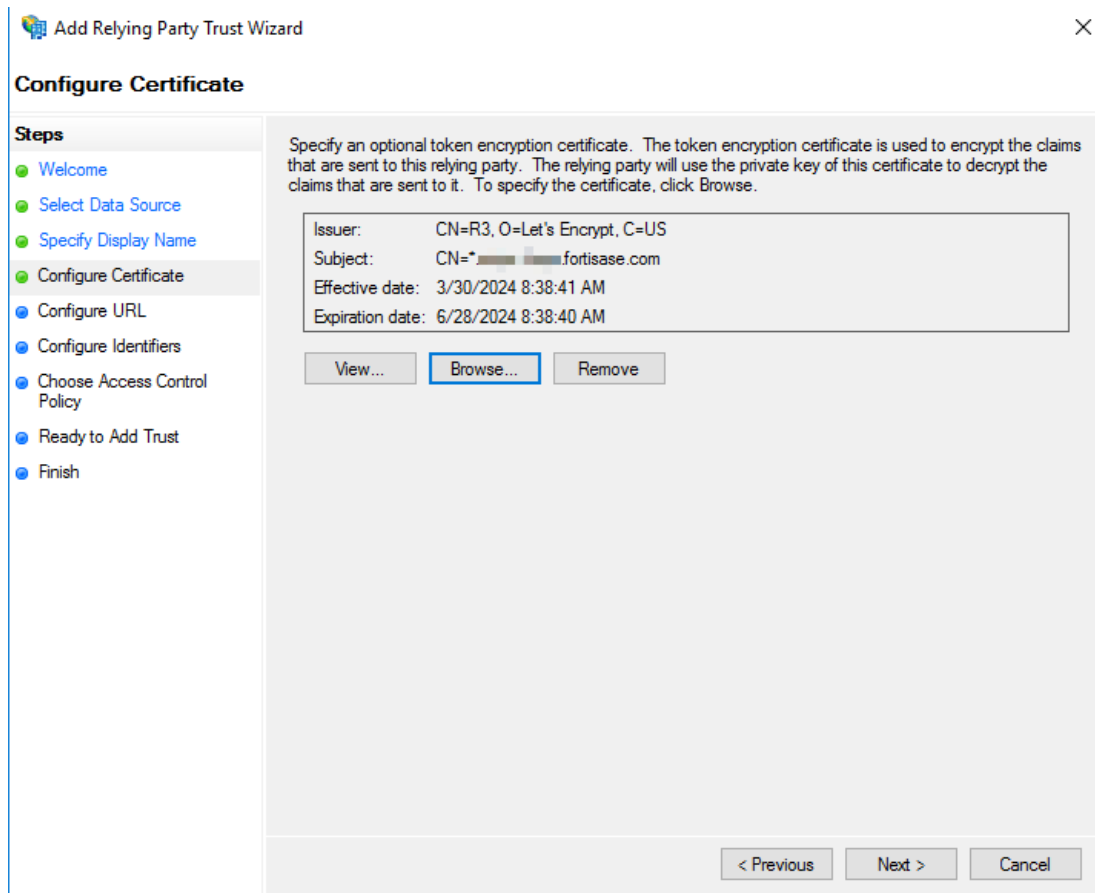 Add Relying Party Trust Wizard
Configure Certificate
Steps
Welcome
Select Data Source
Specify Display Name
Configure Certificate
Configure URL
Configure Identifiers
Choose Access Control
Policy
Ready to Add Trust
Finish
Specify an optional token encryption certificate.  The token encryption certificate is used to encrypt the claims
that are sent to this relying party.  The relying party will use the private key of this certificate to decrypt the
claims that are sent to it.  To specify the certificate, click Browse.
Issuer: CN=R3, O=Let's Encrypt, C=US
Subject: CN=*. .fortisase.com
Effective date: 3/30/2024 8:38:41 AM
Expiration date: 6/28/2024 8:38:40 AM
View... Browse... Remove
< Previous Next > Cancel